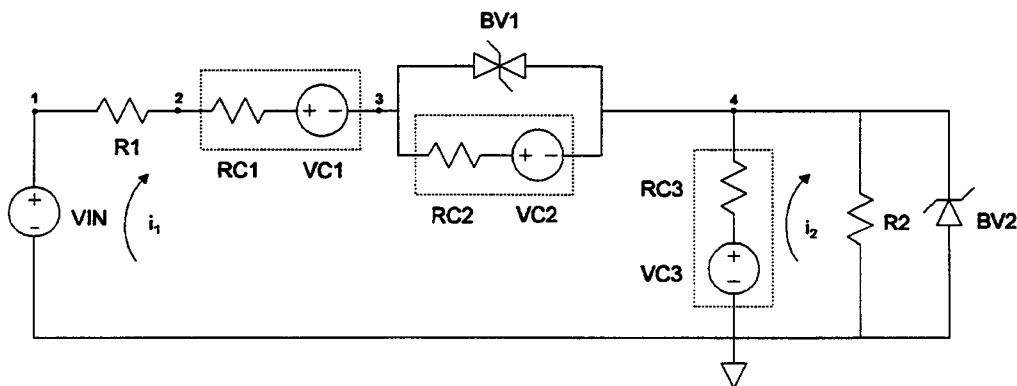 BV1
1
2
3
4
R1
RC1
VC1
RC2
VC2
RC3
VIN
i1
i2
R2
BV2
VC3
+
-
+ -
+ -
+
-